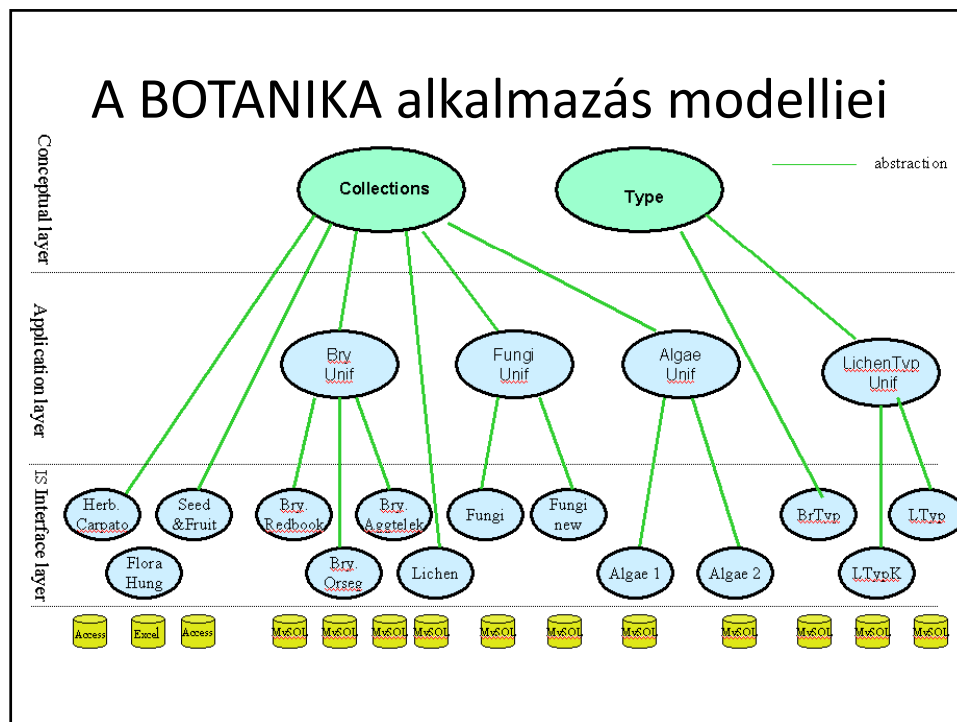 A BOTANIKA alkalmazás modelljei
Conceptual layer
Collections
Type
abstraction
Application layer
Bry
Unif
Fungi
Unif
Algae
Unif
LichenTyp
Unif
IS Interface layer
Herb.
Carpato
Seed
&Fruit
Bry.
Redbook
Bry.
Aggtelek
Fungi
Fungi
new
BrTyp
LTyp
Flora
Hung
Bry.
Orseg
Lichen
Algae 1
Algae 2
LTypK
Access
Excel
Access
MySQL
MySQL
MySQL
MySQL
MySQL
MySQL
MySQL
MySQL
MySQL
MySQL
MySQL